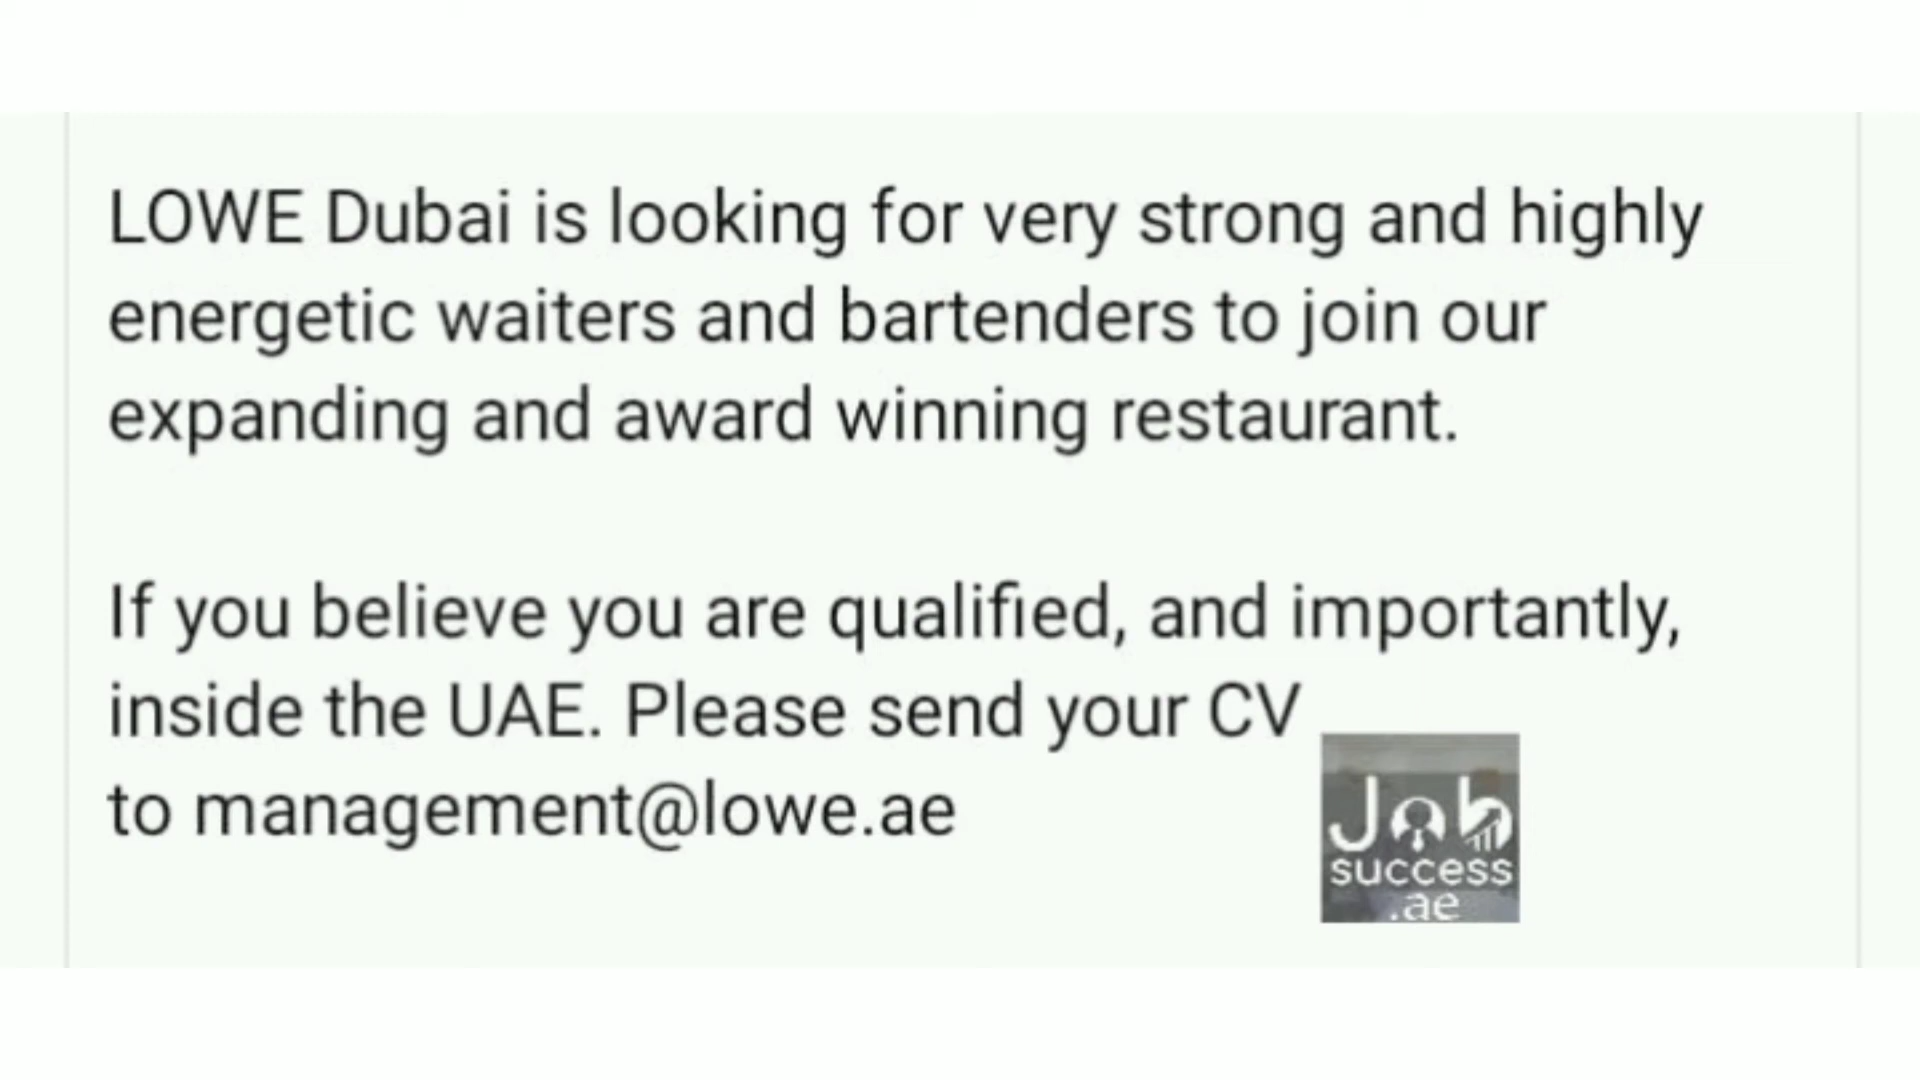 LOWE Dubai is looking for very strong and highly
energetic waiters and bartenders to join our
expanding and award winning restaurant.
If you believe you are qualified, and importantly,
inside the UAE. Please send your CV
to management@lowe.ae
Job
success
.ae